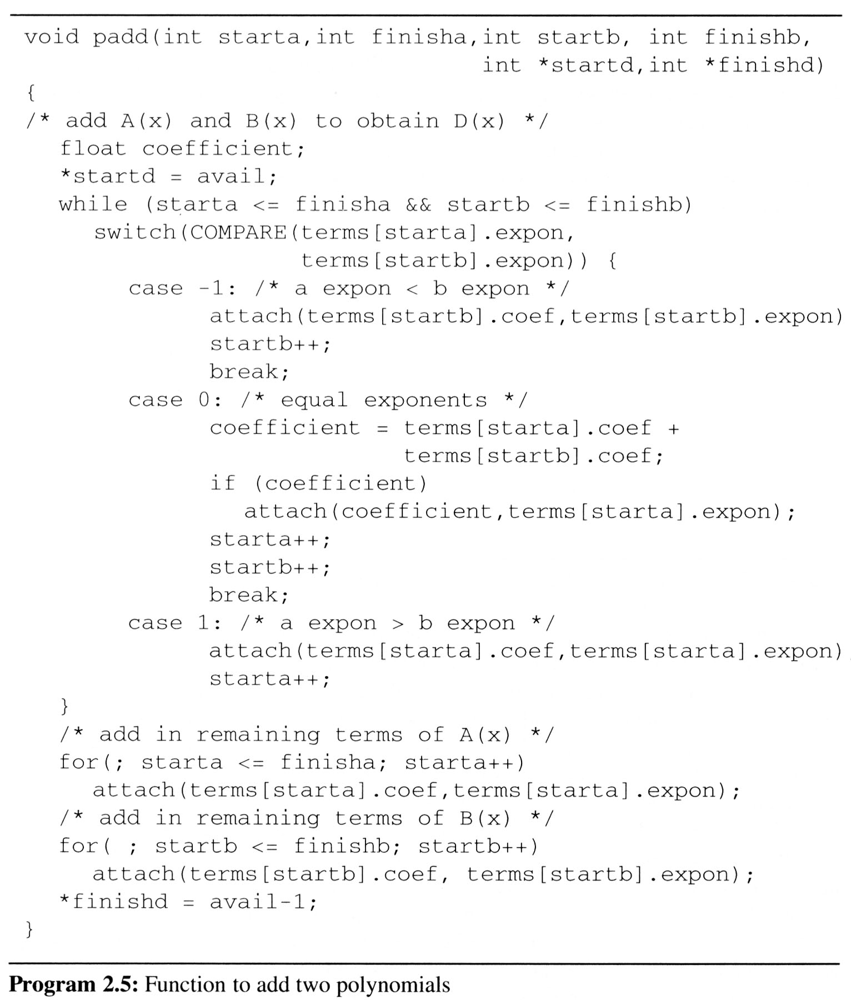 void padd(int starta,int finisha,int startb, int finishb,
int *startd,int *finishd)
{
/* add A(x) and B(x) to obtain D(x) */
float coefficient;
*startd = avail;
while (starta <= finisha && startb <= finishb)
switch(COMPARE(terms[starta].expon,
terms[startb].expon)) {
case -1: /* a expon < b expon */
attach(terms[startb].coef,terms[startb].expon)
startb++;
break;
case 0: /* equal exponents */
coefficient = terms[starta].coef +
terms[startb].coef;
if (coefficient)
attach(coefficient,terms[starta].expon);
starta++;
startb++;
break;
case 1: /* a expon > b expon */
attach(terms[starta].coef,terms[starta].expon)
starta++;
}
/* add in remaining terms of A(x) */
for(; starta <= finisha; starta++)
attach(terms[starta].coef,terms[starta].expon);
/* add in remaining terms of B(x) */
for( ; startb <= finishb; startb++)
attach(terms[startb].coef, terms[startb].expon);
*finishd = avail-1;
}
Program 2.5: Function to add two polynomials